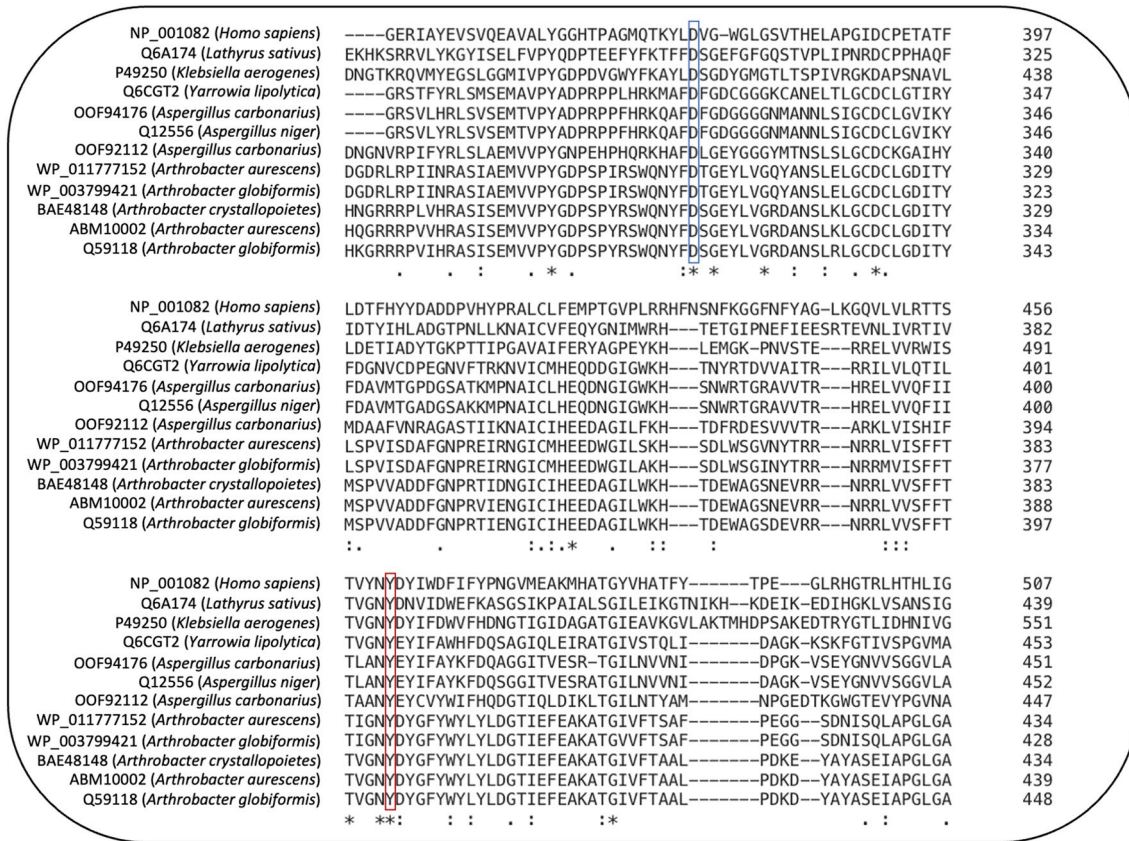 NP_001082 (Homo sapiens) ----GERIAYEVSVQEAVALYGGHTPAGMQTKYLDVG-WGLGSVTHELAPGIDCPETATF 397
Q6A174 (Lathyrus sativus) EKHKSRRVLYKGYISELFVPYQDPTEEFYFKTFFDSGEFGFGQSTVPLIPNRDCPPHAQF 325
P49250 (Klebsiella aerogenes) DNGTKRQVMYEGSLGGMIVPYGDPDVGWYFKAYLDSGDYGMGTLTSPIVRGKDAPSNAVL 438
Q6CGT2 (Yarrowia lipolytica) ----GRSTFYRLSMSEMAVPYADPRPPLHRKMAFDFGDCGGGKCANELTLGCDCLGTIRY 347
OOF94176 (Aspergillus carbonarius) ----GRSVLHRLSVSEMTVPYADPRPPFHRKQAFDFGDGGGGNMANNLSIGCDCLGVIKY 346
Q12556 (Aspergillus niger) ----GRSVLYRLSVSEMTVPYADPRPPFHRKQAFDFGDGGGGNMANNLSIGCDCLGVIKY 346
OOF92112 (Aspergillus carbonarius) DNGNVRPIFYRLSLAEMVVPYGNPEHPHQRKHAFDLGEYGGGYMTNSLSLGCDCKGAIHY 340
WP_011777152 (Arthrobacter aurescens) DGDRLRPIINRASIAEMVVPYGDPSPIRSWQNYFDTGEYLVGQYANSLELGCDCLGDITY 329
WP_003799421 (Arthrobacter globiformis) DGDRLRPIINRASIAEMVVPYGDPSPIRSWQNYFDTGEYLVGQYANSLELGCDCLGDITY 323
BAE48148 (Arthrobacter crystallopoietes) HNGRRRPLVHRASISEMVVPYGDPSPYRSWQNYFDSGEYLVGRDANSLKLGCDCLGDITY 329
ABM10002 (Arthrobacter aurescens) HQGRRRPVVHRASISEMVVPYGDPSPYRSWQNYFDSGEYLVGRDANSLKLGCDCLGDITY 334
Q59118 (Arthrobacter globiformis) HKGRRRPVIHRASISEMVVPYGDPSPYRSWQNYFDSGEYLVGRDANSLRLGCDCLGDITY 343
. . : . * . :* * * : : . *.
NP_001082 (Homo sapiens) LDTFHYYDADDPVHYPRALCLFEMPTGVPLRRHFNSNFKGGFNFYAG-LKGQVLVLRTTS 456
Q6A174 (Lathyrus sativus) IDTYIHLADGTPNLLKNAICVFEQYGNIMWRH---TETGIPNEFIEESRTEVNLIVRTIV 382
P49250 (Klebsiella aerogenes) LDETIADYTGKPTTIPGAVAIFERYAGPEYKH---LEMGK-PNVSTE---RRELVVRWIS 491
Q6CGT2 (Yarrowia lipolytica) FDGNVCDPEGNVFTRKNVICMHEQDDGIGWKH---TNYRTDVVAITR---RRILVLQTIL 401
OOF94176 (Aspergillus carbonarius) FDAVMTGPDGSATKMPNAICLHEQDNGIGWKH---SNWRTGRAVVTR---HRELVVQFII 400
Q12556 (Aspergillus niger) FDAVMTGADGSAKKMPNAICLHEQDNGIGWKH---SNWRTGRAVVTR---HRELVVQFII 400
OOF92112 (Aspergillus carbonarius) MDAAFVNRAGASTIIKNAICIHEEDAGILFKH---TDFRDESVVVTR---ARKLVISHIF 394
WP_011777152 (Arthrobacter aurescens) LSPVISDAFGNPREIRNGICMHEEDWGILSKH---SDLWSGVNYTRR---NRRLVISFFT 383
WP_003799421 (Arthrobacter globiformis) LSPVISDAFGNPREIRNGICMHEEDWGILAKH---SDLWSGINYTRR---NRRMVISFFT 377
BAE48148 (Arthrobacter crystallopoietes) MSPVVADDFGNPRTIDNGICIHEEDAGILWKH---TDEWAGSNEVRR---NRRLVVSFFT 383
ABM10002 (Arthrobacter aurescens) MSPVVADDFGNPRTIENGICIHEEDAGILWKH---TDEWAGSNEVRR---NRRLVVSFFT 388
Q59118 (Arthrobacter globiformis) MSPVVADDFGNPRTIENGICIHEEDAGILWKH---TDEWAGSDEVRR---NRRLVVSFFT 397
:. . :.:.:* . :: : :::
NP_001082 (Homo sapiens) TVYNYDYIWDFIFYPNGVMEAKMHATGYVHATFY------TPE---GLRHGTRLHTHLIG 507
Q6A174 (Lathyrus sativus) TVGNYDNVIDWEFKASGSIKPAIALSGILEIKGTNIKH--KDEIK-EDIHGKLVSANSIG 439
P49250 (Klebsiella aerogenes) TVGNYDYIFDWVFHDNGTIGIDAGATGIEAVKGVLAKTMHDPSAKEDTRYGTLIDHNIVG 551
Q6CGT2 (Yarrowia lipolytica) TVGNYEYIFAWHFDQSAGIQLEIRATGIVSTQLI-------DAGK-KSKFGTIVSPGVMA 453
OOF94176 (Aspergillus carbonarius) TLANYEYIFAYKFDQAGGITVESR-TGILNVVNI-------DPGK-VSEYGNVVSGGVLA 451
Q12556 (Aspergillus niger) TLANYEYIFAYKFDQSGGITVESRATGILNVVNI-------DAGK-VSEYGNVVSGGVLA 452
OOF92112 (Aspergillus carbonarius) TAANYEYCVYWIFHQDGTIQLDIKLTGILNTYAM------NPGEDTKGWGTEVYPGVNA 447
WP_011777152 (Arthrobacter aurescens) TIGNYDYGFYWYLYLDGTIEFEAKATGIVFTSAF-------PEGG--SDNISQLAPGLGA 434
WP_003799421 (Arthrobacter globiformis) TIGNYDYGFYWYLYLDGTIEFEAKATGVVFTSAF-------PEGG--SDNISQLAPGLGA 428
BAE48148 (Arthrobacter crystallopoietes) TVGNYDYGFYWYLYLDGTIEFEAKATGIVFTAAL-------PDKE--YAYASEIAPGLGA 434
ABM10002 (Arthrobacter aurescens) TVGNYDYGFYWYLYLDGTIEFEAKATGIVFTAAL-------PDKD--YAYASEIAPGLGA 439
Q59118 (Arthrobacter globiformis) TVGNYDYGFYWYLYLDGTIEFEAKATGIVFTAAL-------PDKD--YAYASEIAPGLGA 448
* **: : : . : :* . : .